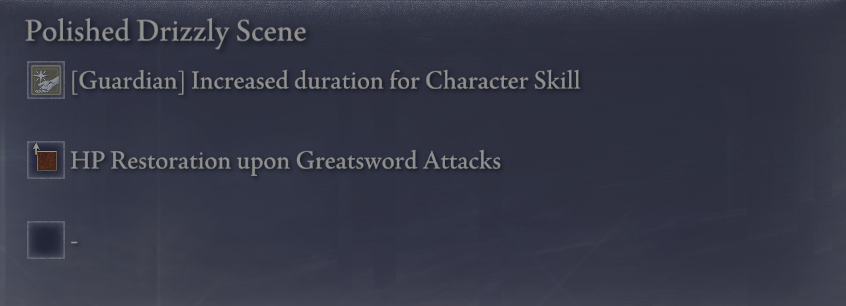 Polished Drizzly Scene
[Guardian] Increased duration for Character Skill
HP Restoration upon Greatsword Attacks
-